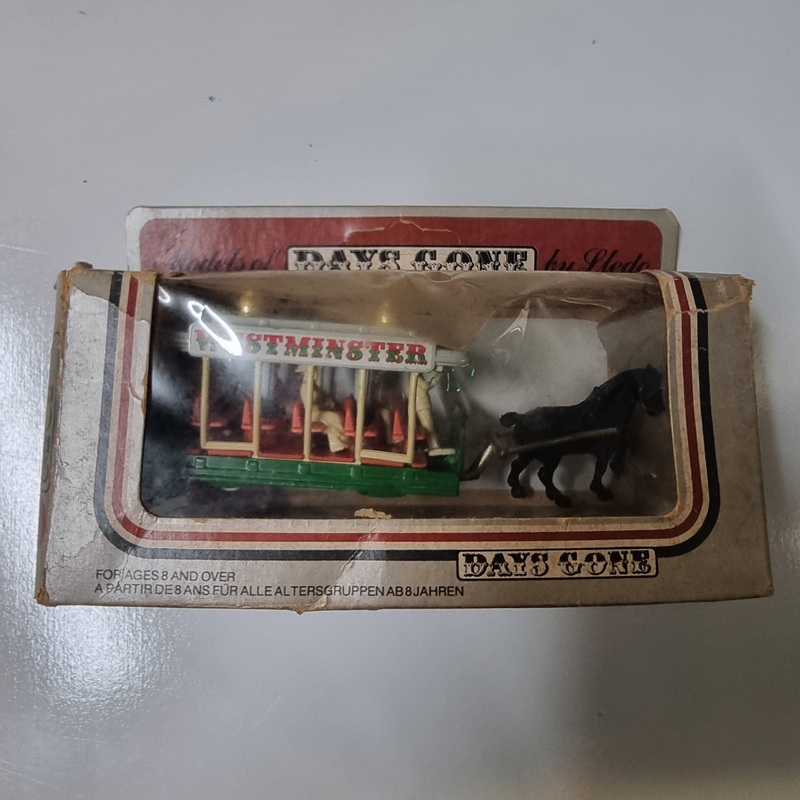 Models of DAYS GONE by Lledo
WESTMINSTER
DAYS GONE
FOR AGES 8 AND OVER
A PARTIR DE 8 ANS FÜR ALLE ALTERSGRUPPEN AB 8 JAHREN